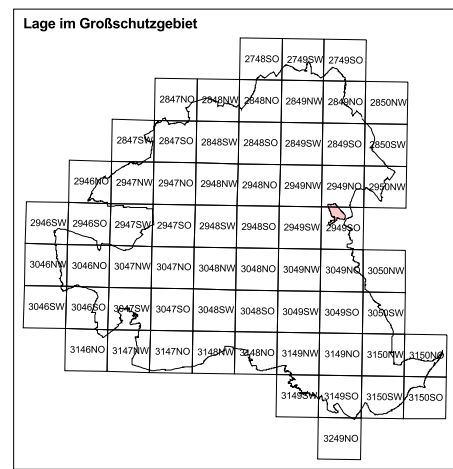 Lage im Großschutzgebiet
2748SO 2749SW 2749SO
2847NO 2848NW 2848NO 2849NW 2849NO 2850NW
2847SW 2847SO 2848SW 2848SO 2849SW 2849SO 2850SW
2946NO 2947NW 2947NO 2948NW 2948NO 2949NW 2949NO 2950NW
2946SW 2946SO 2947SW 2947SO 2948SW 2948SO 2949SW 2949SO
3046NW 3046NO 3047NW 3047NO 3048NW 3048NO 3049NW 3049NO 3050NW
3046SW 3046SO 3047SW 3047SO 3048SW 3048SO 3049SW 3049SO 3050SW
3146NO 3147NW 3147NO 3148NW 3148NO 3149NW 3149NO 3150NW 3150NO
3149SW 3149SO 3150SW 3150SO
3249NO